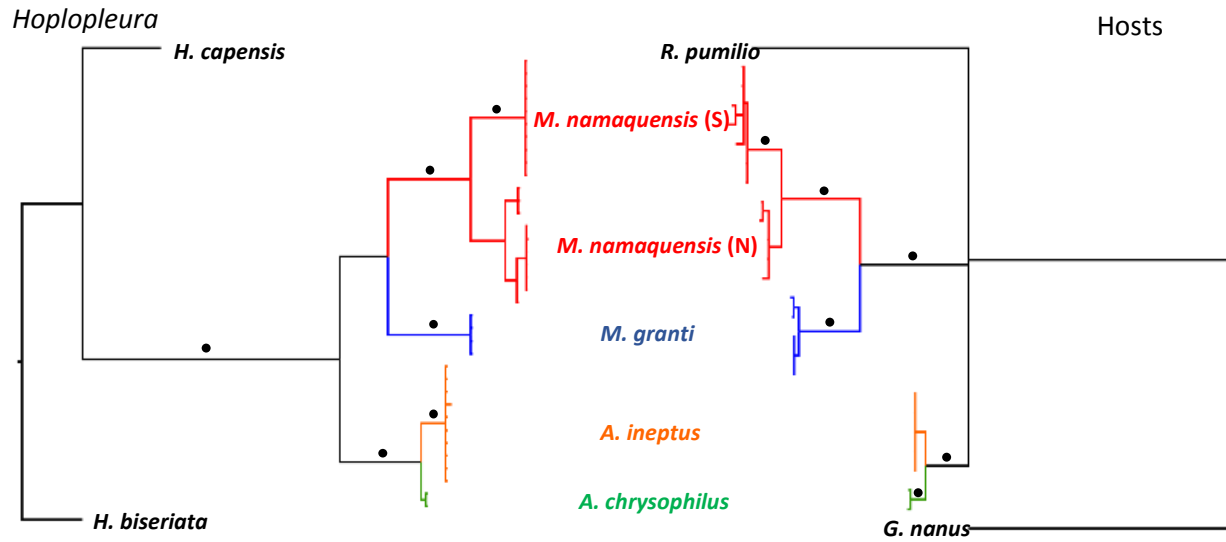 Hoplopleura
Hosts
H. capensis
R. pumilio
M. namaquensis (S)
M. namaquensis (N)
M. granti
A. ineptus
A. chrysophilus
H. biseriata
G. nanus